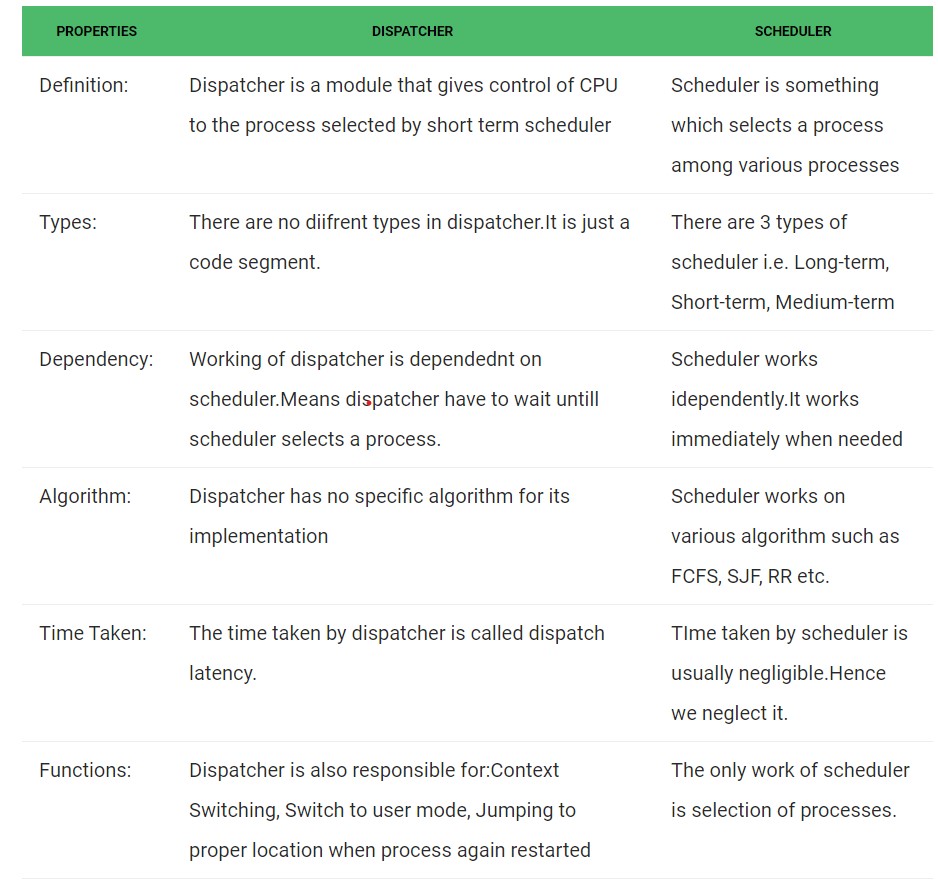 PROPERTIES DISPATCHER SCHEDULER
Definition: Dispatcher is a module that gives control of CPU Scheduler is something
to the process selected by short term scheduler which selects a process
among various processes
Types: There are no diifrent types in dispatcher.It is just a There are 3 types of
code segment. scheduler i.e. Long-term,
Short-term, Medium-term
Dependency: Working of dispatcher is dependednt on Scheduler works
scheduler.Means dispatcher have to wait untill idependently.It works
scheduler selects a process. immediately when needed
Algorithm: Dispatcher has no specific algorithm for its Scheduler works on
implementation various algorithm such as
FCFS, SJF, RR etc.
Time Taken: The time taken by dispatcher is called dispatch TIme taken by scheduler is
latency. usually negligible.Hence
we neglect it.
Functions: Dispatcher is also responsible for:Context The only work of scheduler
Switching, Switch to user mode, Jumping to is selection of processes.
proper location when process again restarted